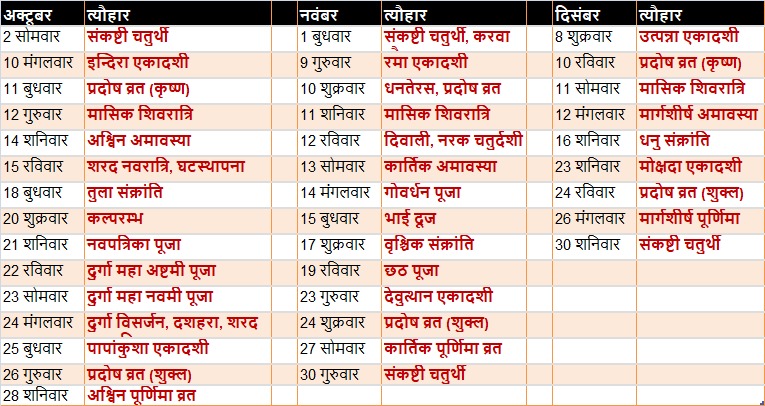 अक्टूबर त्यौहार नवंबर त्यौहार दिसंबर त्यौहार
2 सोमवार संकष्टी चतुर्थी 1 बुधवार संकष्टी चतुर्थी, करवा 8 शुक्रवार उत्पन्ना एकादशी
10 मंगलवार इन्दिरा एकादशी 9 गुरुवार रमा एकादशी 10 रविवार प्रदोष व्रत (कृष्ण)
11 बुधवार प्रदोष व्रत (कृष्ण) 10 शुक्रवार धनतेरस, प्रदोष व्रत 11 सोमवार मासिक शिवरात्रि
12 गुरुवार मासिक शिवरात्रि 11 शनिवार मासिक शिवरात्रि 12 मंगलवार मार्गशीर्ष अमावस्या
14 शनिवार अश्विन अमावस्या 12 रविवार दिवाली, नरक चतुर्दशी 16 शनिवार धनु संक्रांति
15 रविवार शरद नवरात्रि, घटस्थापना 13 सोमवार कार्तिक अमावस्या 23 शनिवार मोक्षदा एकादशी
18 बुधवार तुला संक्रांति 14 मंगलवार गोवर्धन पूजा 24 रविवार प्रदोष व्रत (शुक्ल)
20 शुक्रवार कल्परम्भ 15 बुधवार भाई दूज 26 मंगलवार मार्गशीर्ष पूर्णिमा
21 शनिवार नवपत्रिका पूजा 17 शुक्रवार वृश्चिक संक्रांति 30 शनिवार संकष्टी चतुर्थी
22 रविवार दुर्गा महा अष्टमी पूजा 19 रविवार छठ पूजा
23 सोमवार दुर्गा महा नवमी पूजा 23 गुरुवार देवुत्थान एकादशी
24 मंगलवार दुर्गा विसर्जन, दशहरा, शरद 24 शुक्रवार प्रदोष व्रत (शुक्ल)
25 बुधवार पापांकुशा एकादशी 27 सोमवार कार्तिक पूर्णिमा व्रत
26 गुरुवार प्रदोष व्रत (शुक्ल) 30 गुरुवार संकष्टी चतुर्थी
28 शनिवार अश्विन पूर्णिमा व्रत